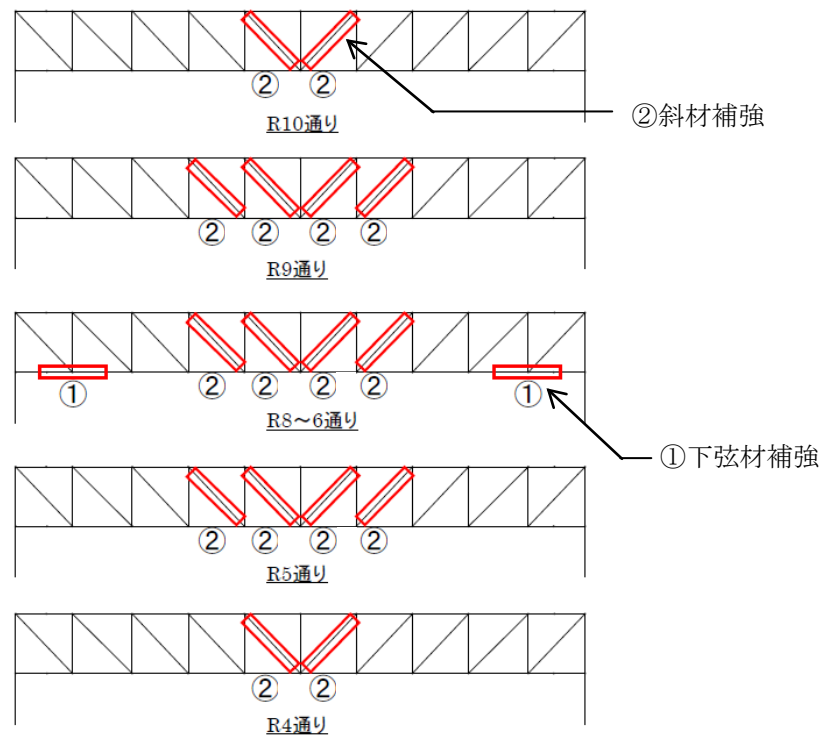 ② ②
②斜材補強
R10通り
② ② ② ②
R9通り
① ② ② ② ② ①
R8～6通り
①下弦材補強
② ② ② ②
R5通り
② ②
R4通り